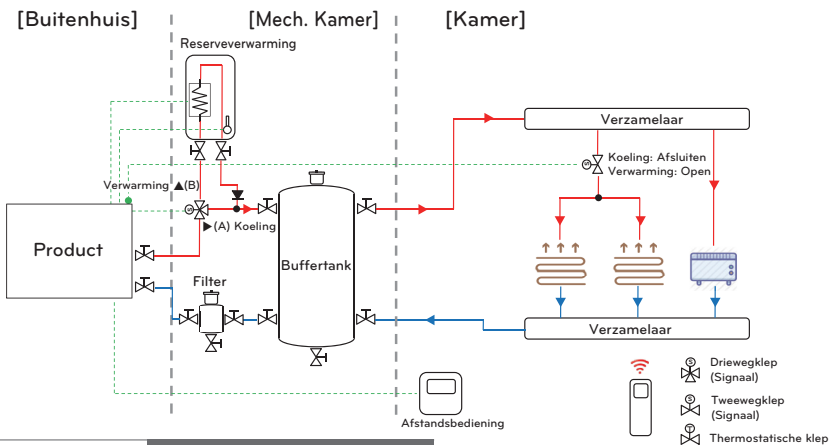 [Buitenhuis]
[Mech. Kamer]
[Kamer]
Reserveverwarming
Verzamelaar
Koeling: Afsluiten
Verwarming: Open
Verwarming ▲(B)
S
S
▶(A) Koeling
Product
Buffertank
Filter
Verzamelaar
Afstandsbediening
S
Driewegklep
(Signaal)
S
Tweewegklep
(Signaal)
T
Thermostatische klep